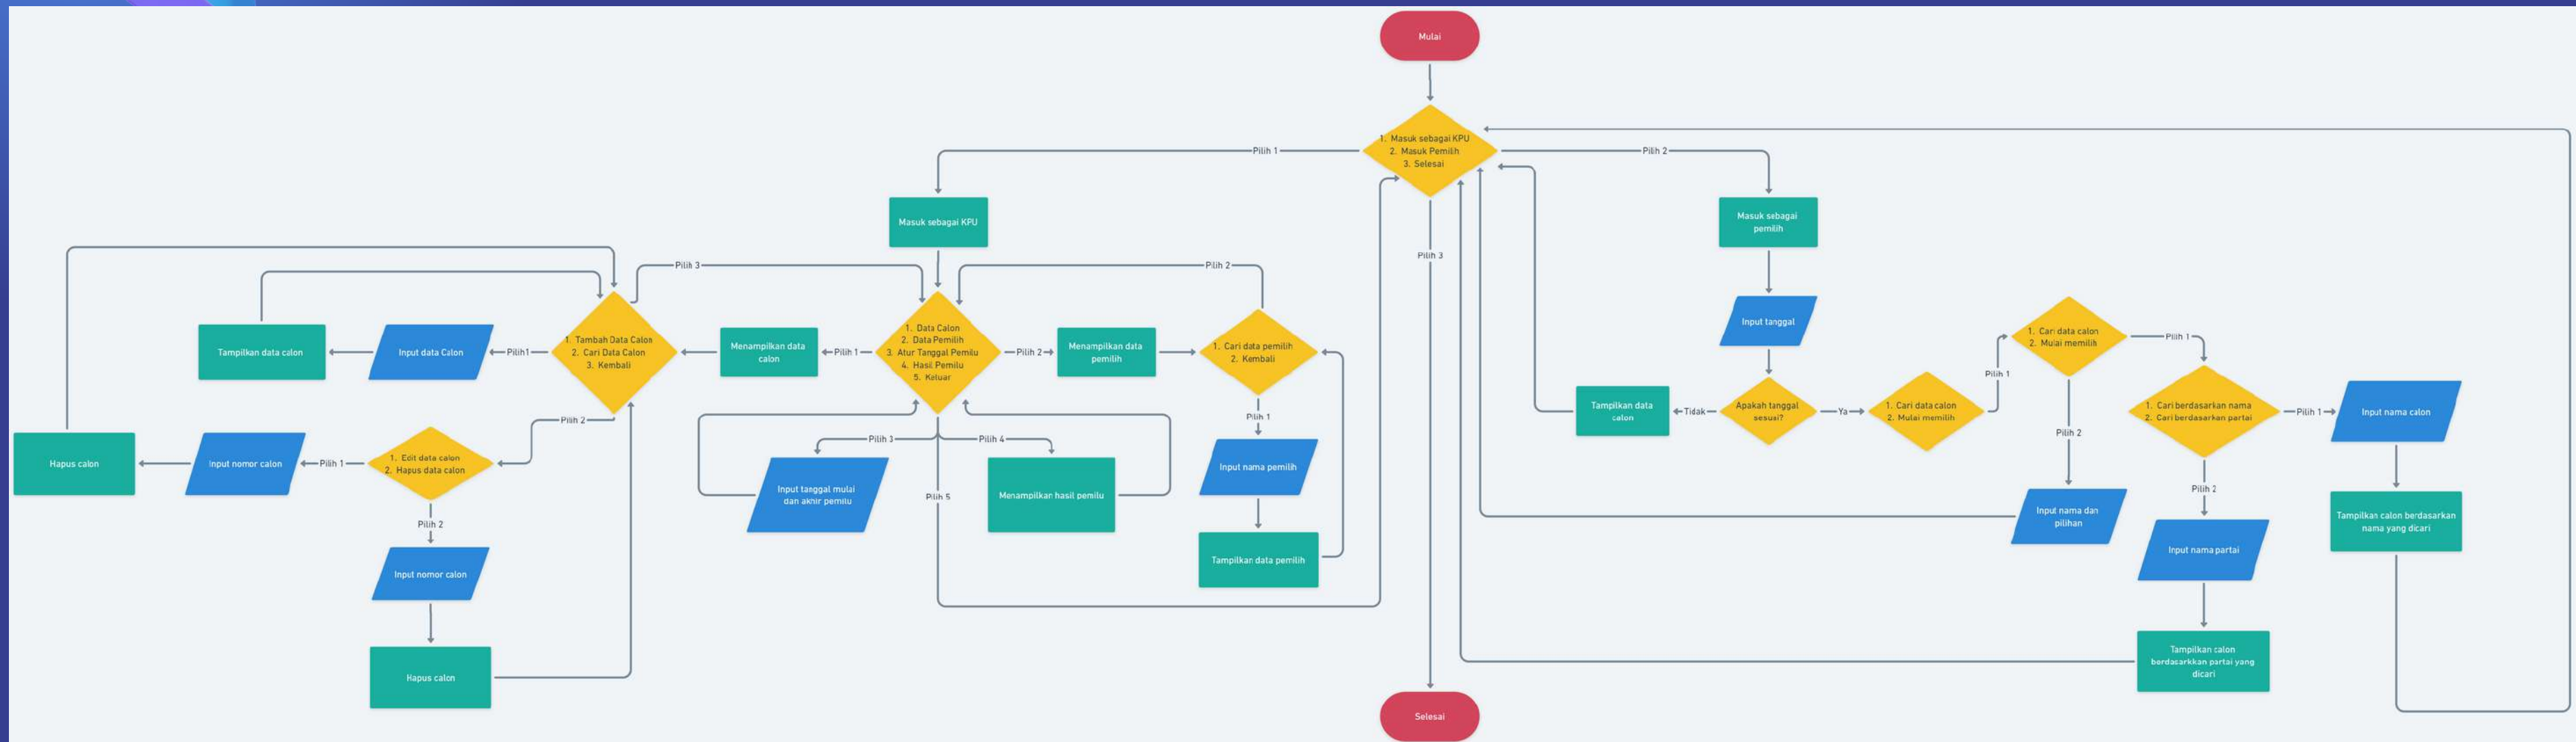 Mulai
1. Masuk sebagai KPU
2. Masuk Pemilih
3. Selesai
Pilih 1
Pilih 2
Pilih 3
Masuk sebagai KPU
Masuk sebagai
pemilih
Pilih 3
Pilih 2
Tampilkan data calon
Input data Calon
Pilih1
1. Tambah Data Calon
2. Cari Data Calon
3. Kembali
Menampilkan data
calon
Pilih 1
1. Data Calon
2. Data Pemilih
3. Atur Tanggal Pemilu
4. Hasil Pemilu
5. Keluar
Pilih 2
Menampilkan data
pemilih
1. Cari data pemilih
2. Kembali
Pilih 1
Input nama pemilih
Tampilkan data pemilih
Pilih 3
Pilih 4
Pilih 5
Input tanggal mulai
dan akhir pemilu
Menampilkan hasil pemilu
Pilih 2
1. Edit data calon
2. Hapus data calon
Pilih 1
Input nomor calon
Hapus calon
Pilih 2
Input nomor calon
Hapus calon
Input tanggal
Apakah tanggal
sesuai?
Tidak
Tampilkan data
calon
Ya
1. Cari data calon
2. Mulai memilih
Pilih 1
1. Cari data calon
2. Mulai memilih
Pilih 1
Pilih 2
Input nama dan
pilihan
1. Cari berdasarkan nama
2. Cari berdasarkan partai
Pilih 1
Input nama calon
Tampilkan calon berdasarkan
nama yang dicari
Pilih 2
Input nama partai
Tampilkan calon
berdasarkkan partai yang
dicari
Selesai